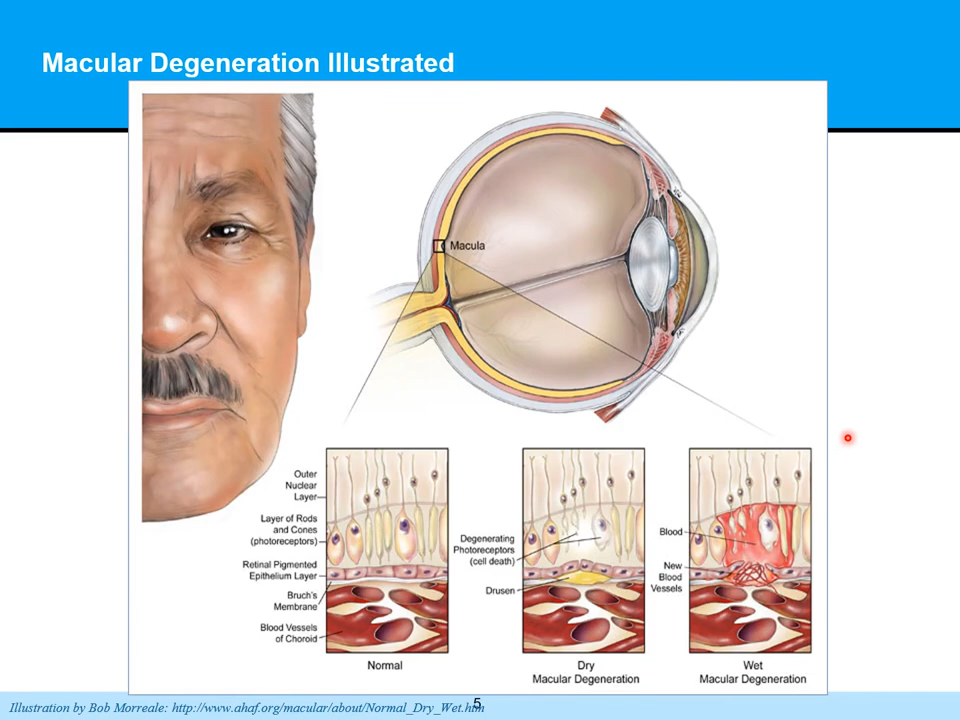 Macular Degeneration Illustrated
Macula
Outer
Nuclear
Layer
Layer of Rods
and Cones
(photoreceptors)
Retinal Pigmented
Epithelium Layer
Bruch's
Membrane
Blood Vessels
of Choroid
Normal
Degenerating
Photoreceptors
(cell death)
Drusen
Dry
Macular Degeneration
Blood
New
Blood
Vessels
Wet
Macular Degeneration
Illustration by Bob Morreale: http://www.ahaf.org/macular/about/Normal_Dry_Wet.htm
5